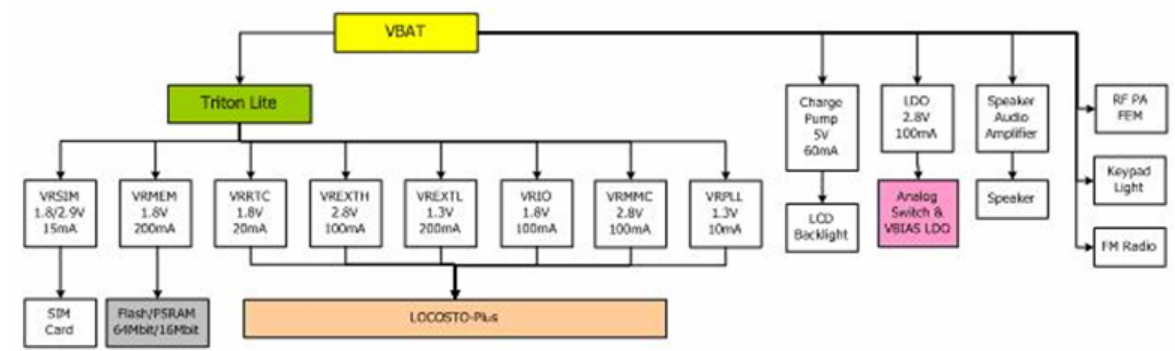 VBAT
Triton Lite
Charge
Pump
5V
60mA
LDO
2.8V
100mA
Speaker
Audio
Amplifier
RF PA
FEM
VRSIM
1.8/2.9V
15mA
VRMEM
1.8V
200mA
VRRTC
1.8V
20mA
VREXTH
2.8V
100mA
VREXTL
1.3V
200mA
VRIO
1.8V
100mA
VRMMC
2.8V
100mA
VRPLL
1.3V
10mA
LCD
Backlight
Analog
Switch &
VBIAS LDO
Speaker
Keypad
Light
FM Radio
SIM
Card
Flash/PSRAM
64Mbit/16Mbit
LOCOSTO-Plus